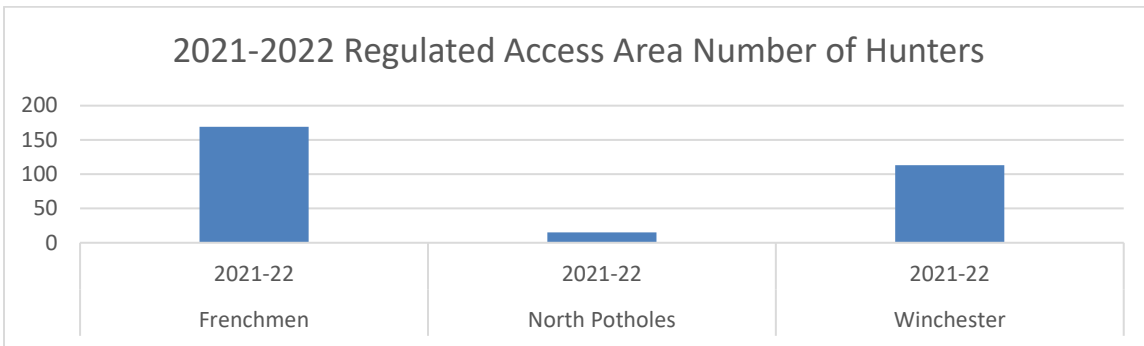 2021-2022 Regulated Access Area Number of Hunters
200
150
100
50
0
2021-22 2021-22 2021-22
Frenchmen North Potholes Winchester